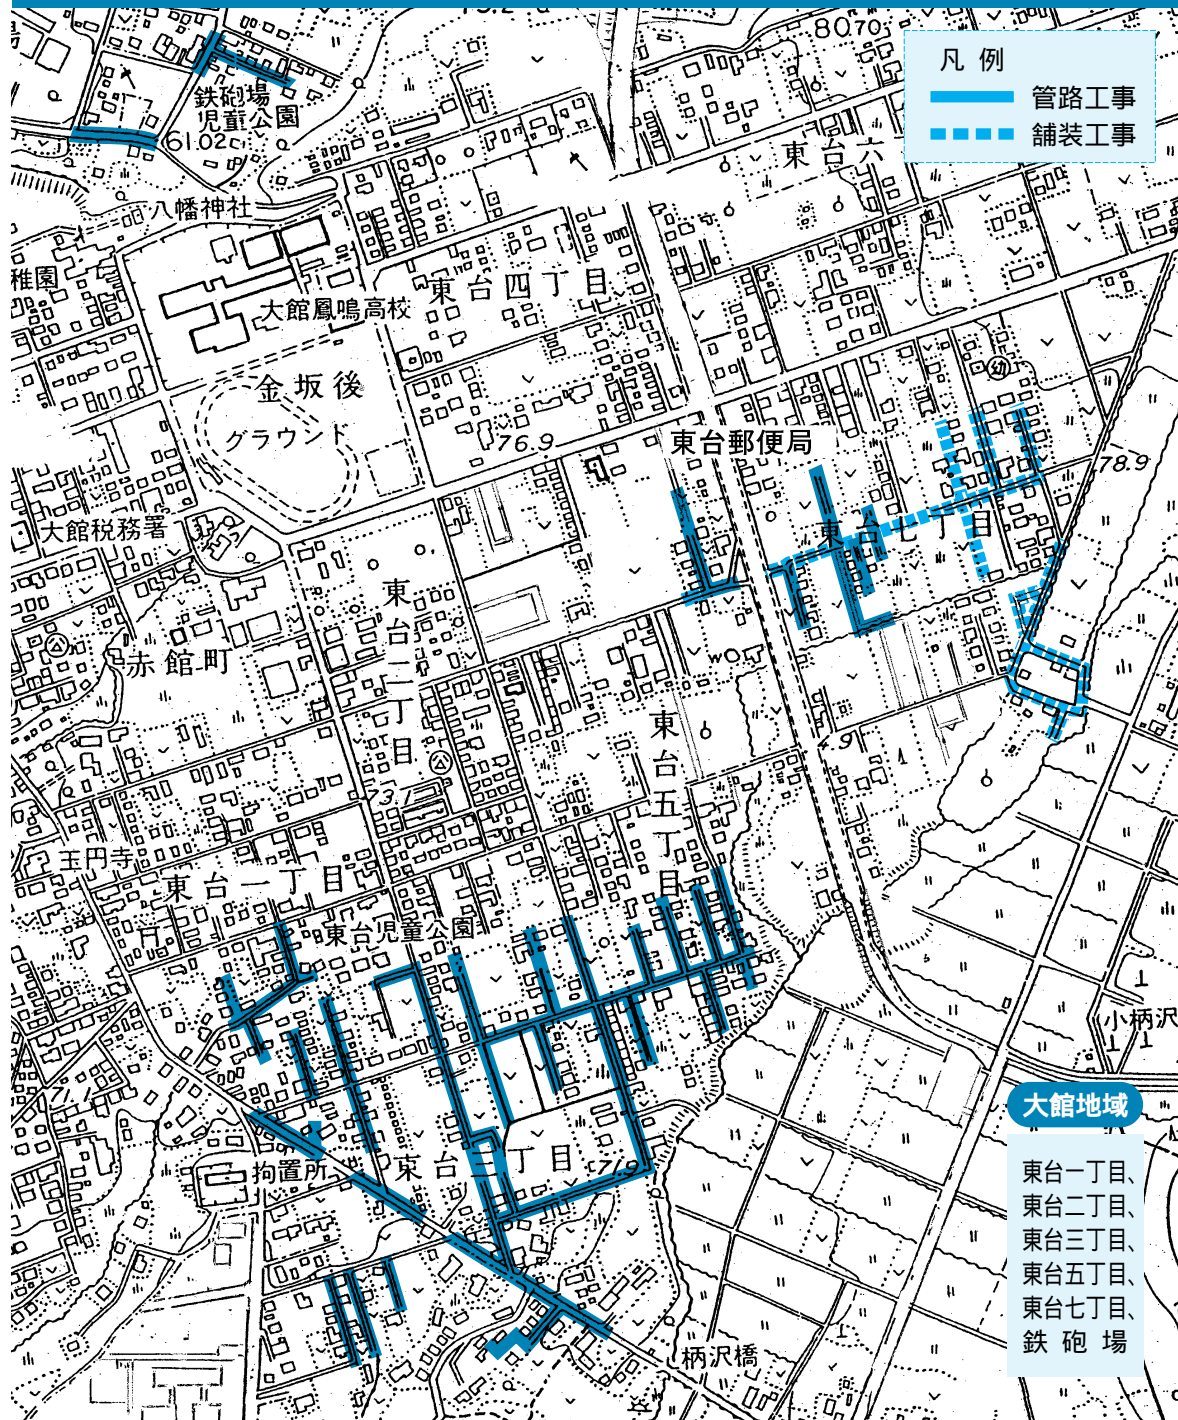 80.70
凡例
管路工事
舗装工事
鉄砲場
児童公園
61.02
東台六
八幡神社
稚園
大館鳳鳴高校
東台四丁目
金坂後
グラウンド
幼
76.9
東台郵便局
78.9
大館税務署
東台七丁目
東台二丁目
赤館町
東台五丁目
73.1
玉円寺
東台一丁目
東台児童公園
小柄沢
大館地域
拘置所
東台三丁目
71.9
東台一丁目、
東台二丁目、
東台三丁目、
東台五丁目、
東台七丁目、
鉄砲場
柄沢橋